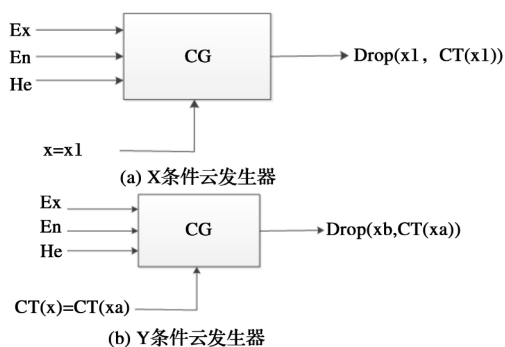 Ex
En
He
CG
Drop(x1, CT(x1))
x=x1
(a) X条件云发生器
Ex
En
He
CG
Drop(xb,CT(xa))
CT(x)=CT(xa)
(b) Y条件云发生器